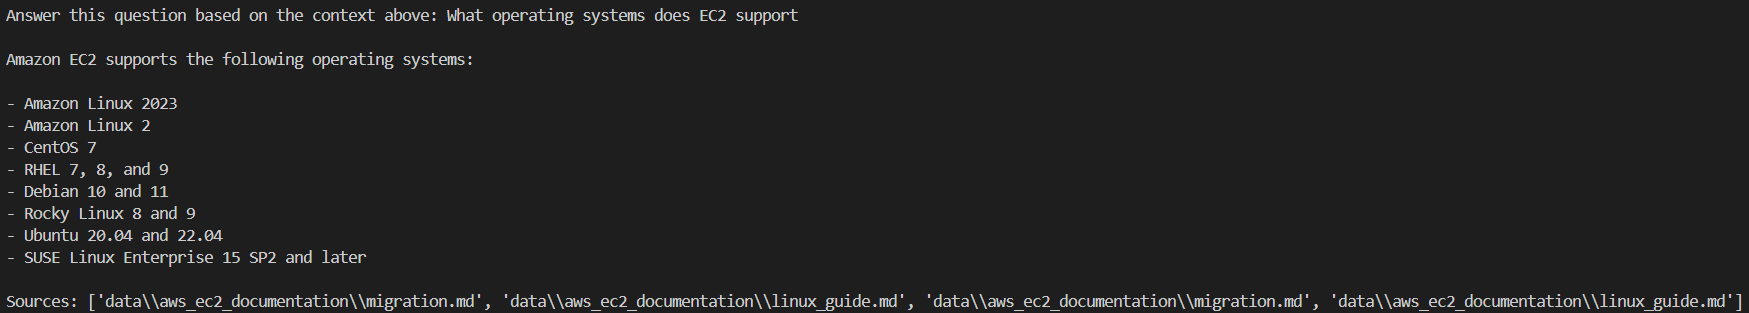 Answer this question based on the context above: What operating systems does EC2 support
Amazon EC2 supports the following operating systems:
- Amazon Linux 2023
- Amazon Linux 2
- CentOS 7
- RHEL 7, 8, and 9
- Debian 10 and 11
- Rocky Linux 8 and 9
- Ubuntu 20.04 and 22.04
- SUSE Linux Enterprise 15 SP2 and later
Sources: ['data\\aws_ec2_documentation\\migration.md', 'data\\aws_ec2_documentation\\linux_guide.md', 'data\\aws_ec2_documentation\\migration.md', 'data\\aws_ec2_documentation\\linux_guide.md']